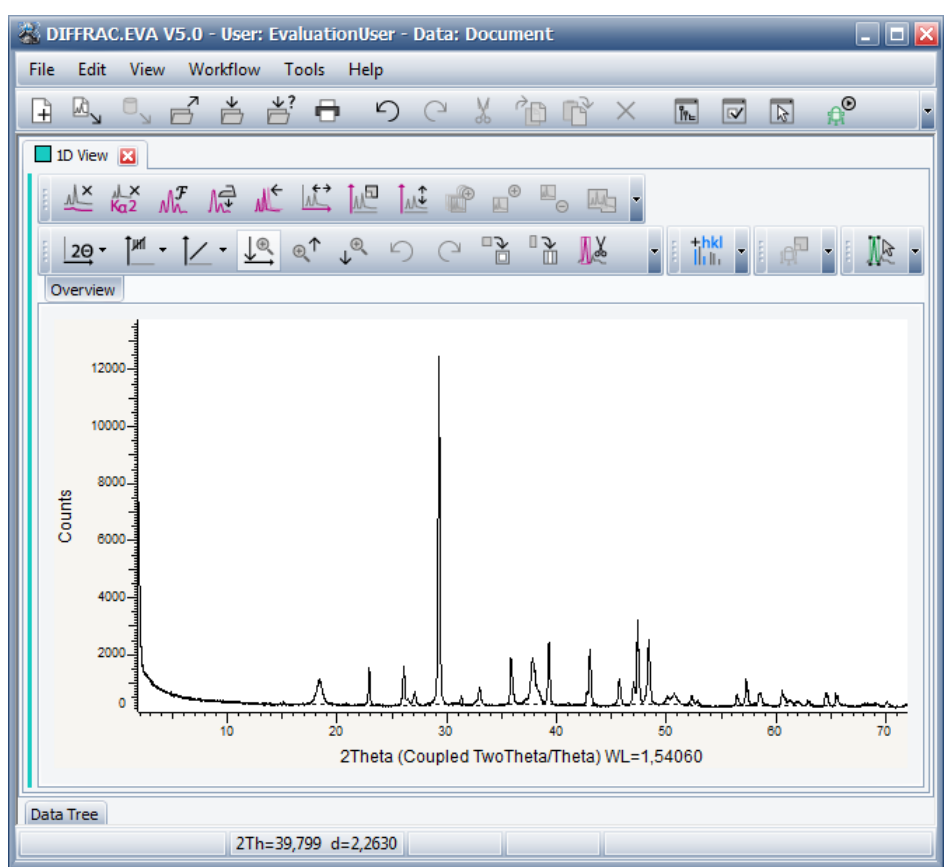 DIFFRAC.EVA V5.0 - User: EvaluationUser - Data: Document
File Edit View Workflow Tools Help
1D View
Kα2
2Θ
+hkl
Overview
12000
10000
8000
6000
4000
2000
0
Counts
10 20 30 40 50 60 70
2Theta (Coupled TwoTheta/Theta) WL=1,54060
Data Tree
2Th=39,799 d=2,2630